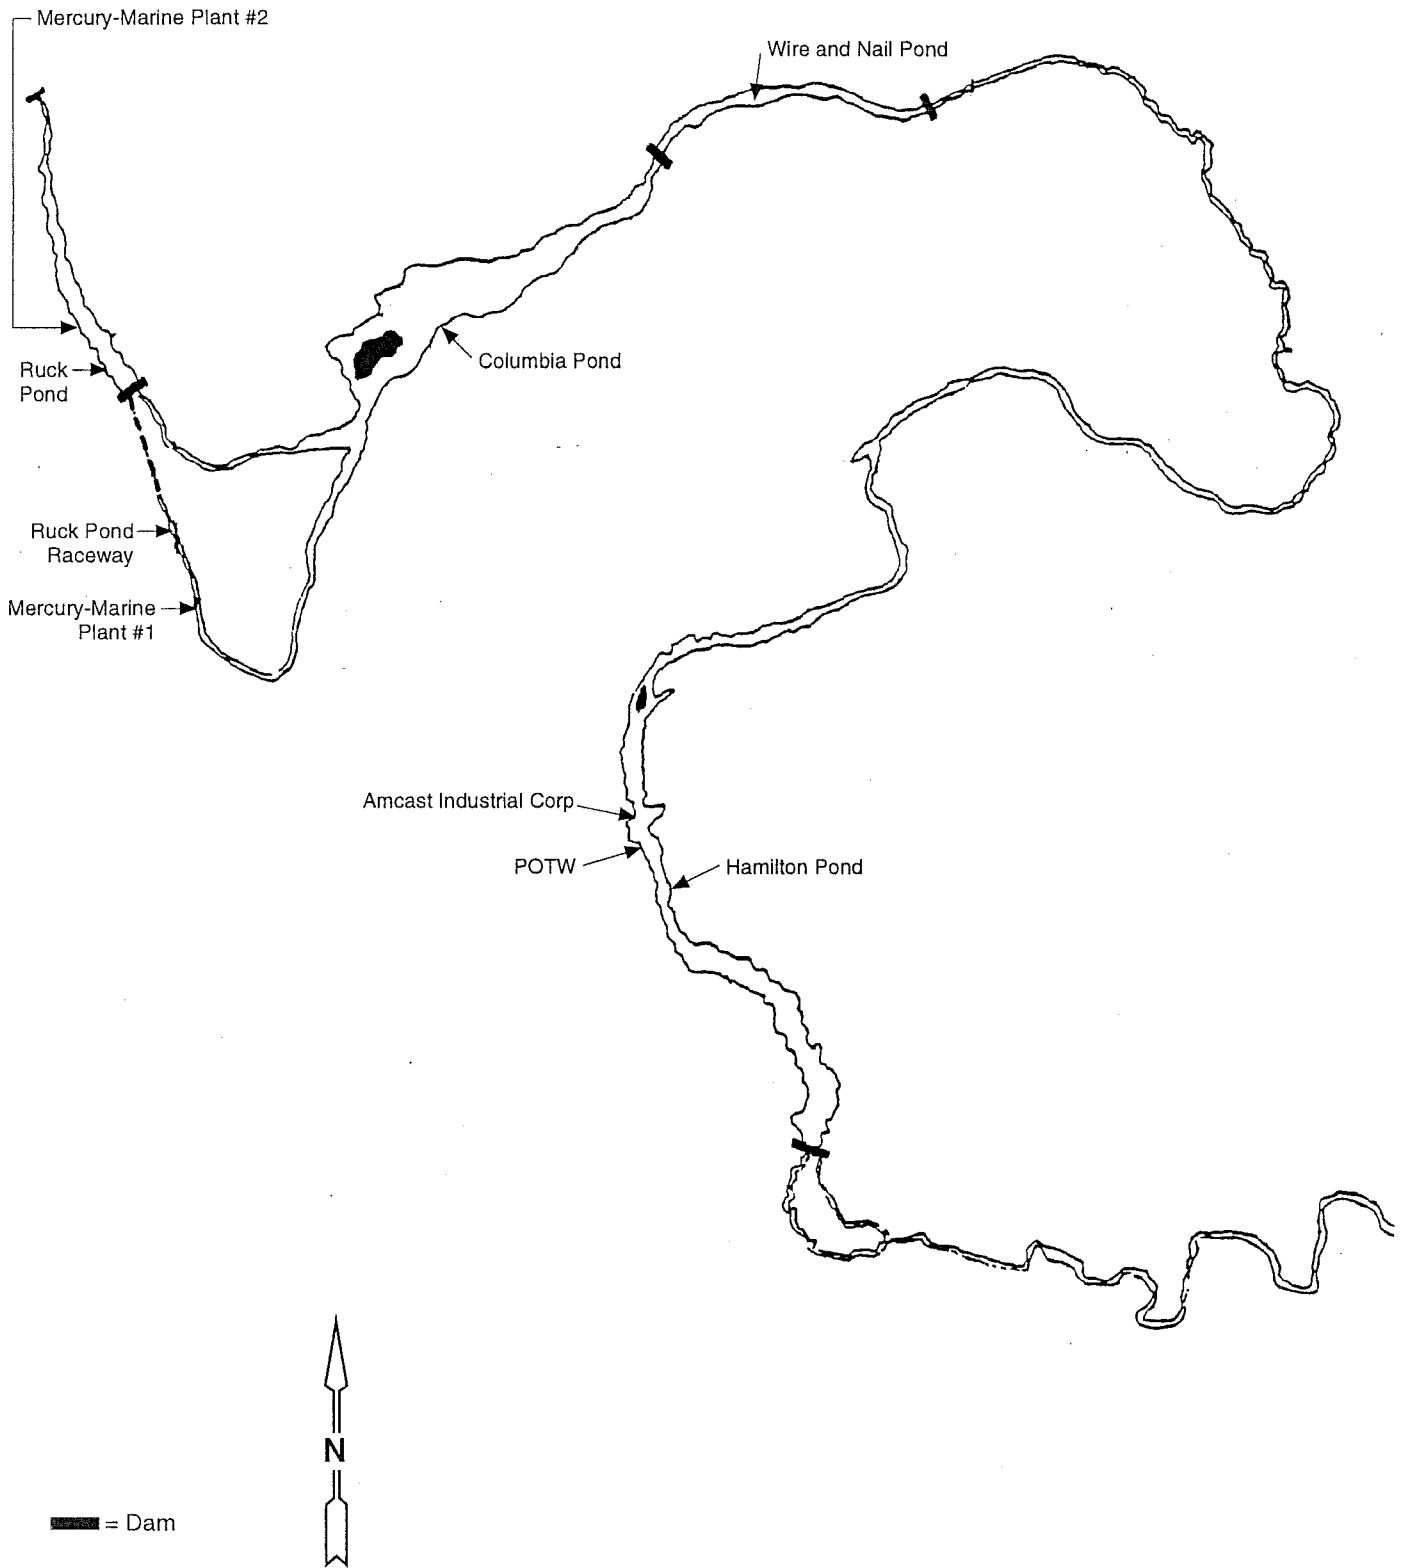 Mercury-Marine Plant #2
Wire and Nail Pond
Columbia Pond
Ruck
Pond
Ruck Pond
Raceway
Mercury-Marine
Plant #1
Amcast Industrial Corp
POTW
Hamilton Pond
N
= Dam